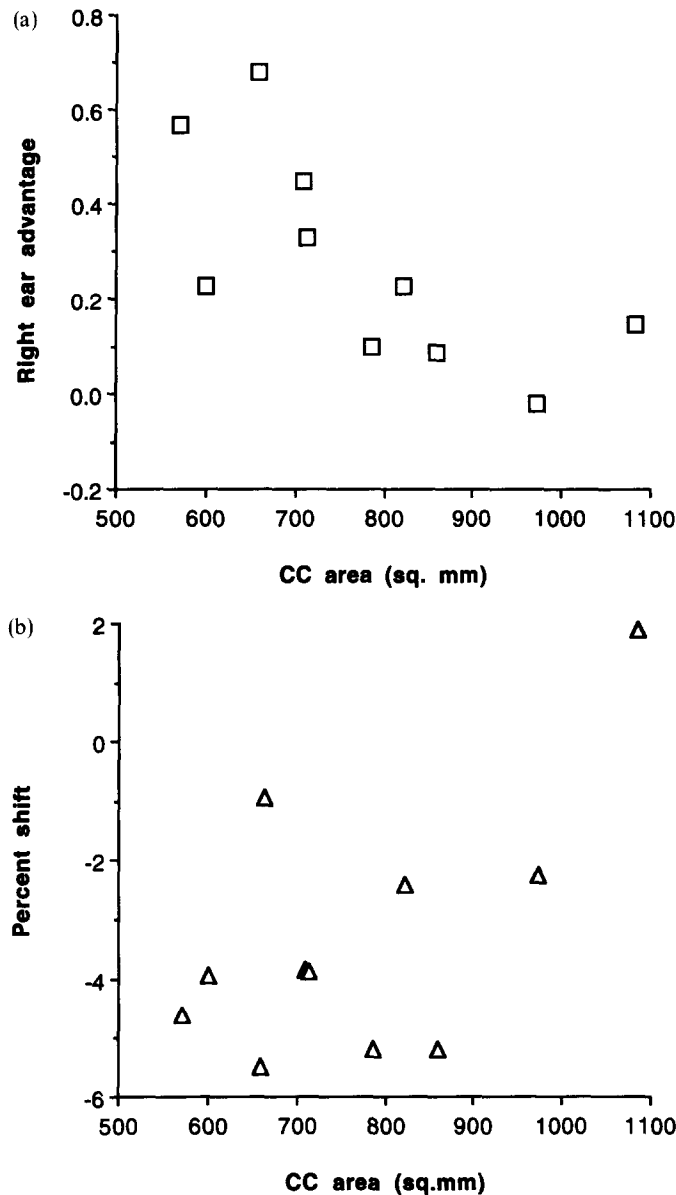 (a)
0.8
0.6
0.4
0.2
0.0
-0.2
Right ear advantage
500 600 700 800 900 1000 1100
CC area (sq. mm)
(b)
2
0
-2
-4
-6
Percent shift
500 600 700 800 900 1000 1100
CC area (sq.mm)